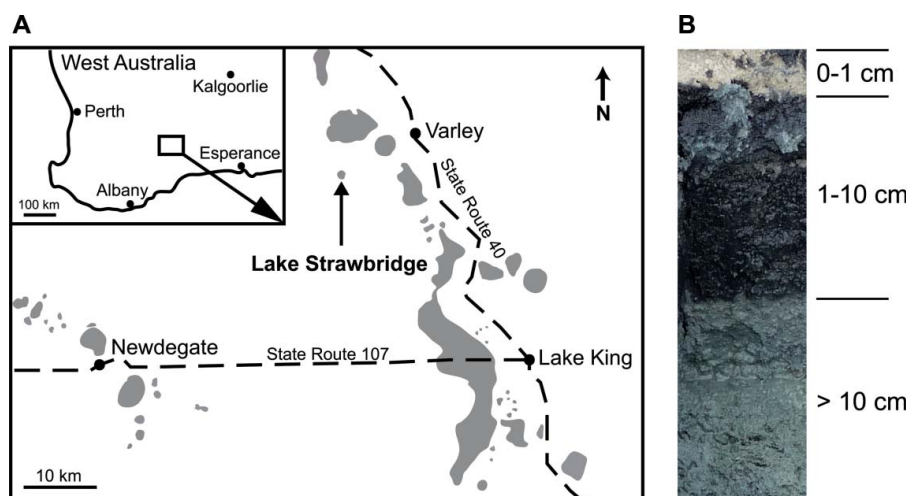 A
West Australia
Kalgoorlie
Perth
Esperance
Albany
100 km
N
Varley
State Route 40
Lake Strawbridge
Newdegate
State Route 107
Lake King
10 km
B
0-1 cm
1-10 cm
> 10 cm